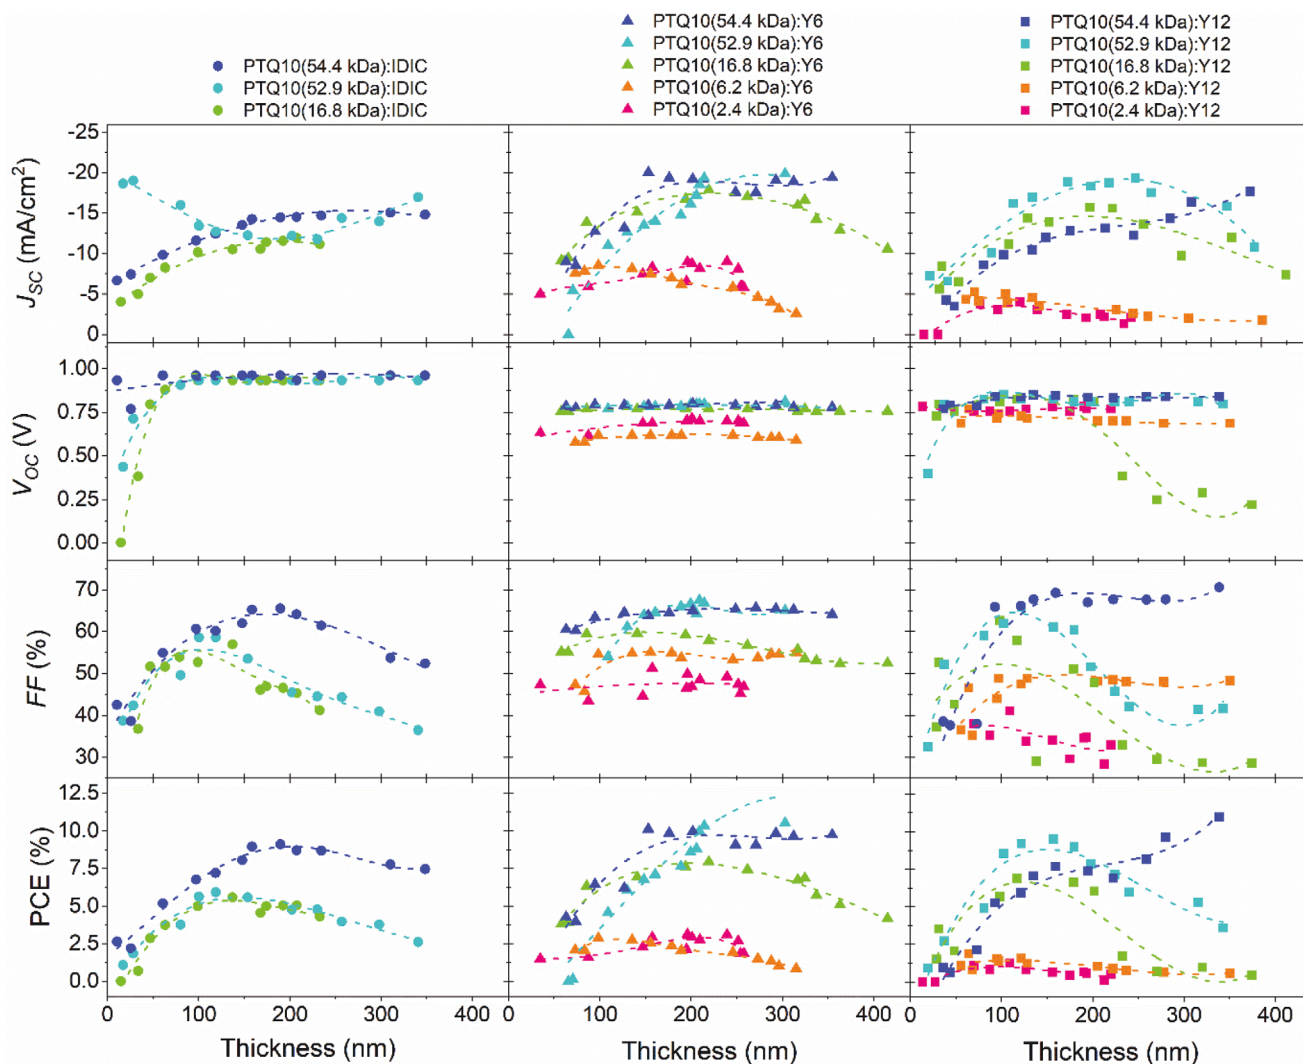 PTQ10(54.4 kDa):IDIC
PTQ10(52.9 kDa):IDIC
PTQ10(16.8 kDa):IDIC
PTQ10(54.4 kDa):Y6
PTQ10(52.9 kDa):Y6
PTQ10(16.8 kDa):Y6
PTQ10(6.2 kDa):Y6
PTQ10(2.4 kDa):Y6
PTQ10(54.4 kDa):Y12
PTQ10(52.9 kDa):Y12
PTQ10(16.8 kDa):Y12
PTQ10(6.2 kDa):Y12
PTQ10(2.4 kDa):Y12
JSC (mA/cm2)
-25
-20
-15
-10
-5
0
VOC (V)
1.00
0.75
0.50
0.25
0.00
FF (%)
70
60
50
40
30
PCE (%)
12.5
10.0
7.5
5.0
2.5
0.0
0 100 200 300 400
0 100 200 300 400
0 100 200 300 400
Thickness (nm)
Thickness (nm)
Thickness (nm)